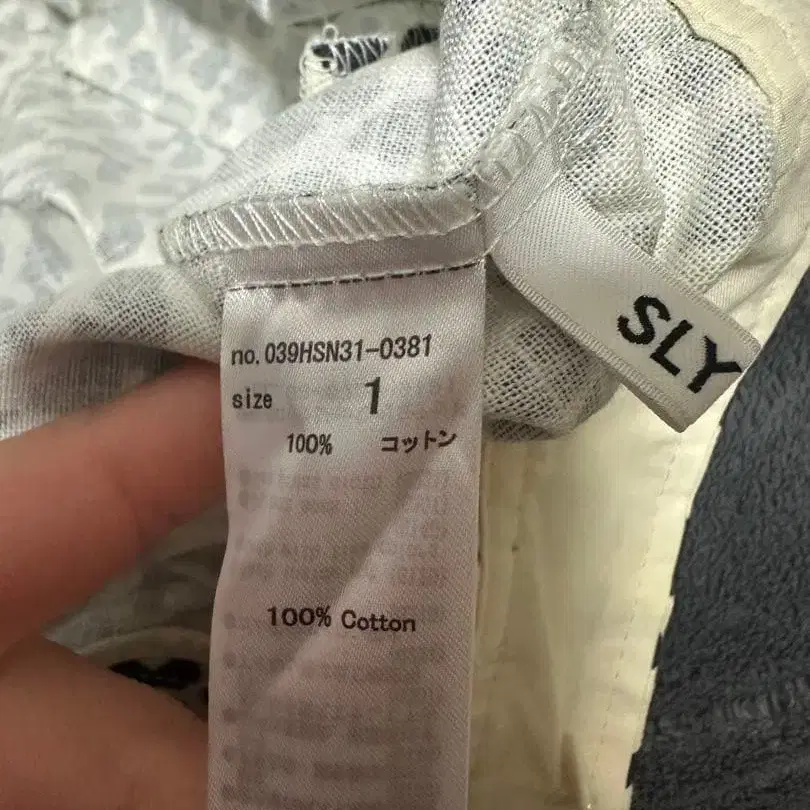 no. 039HSN31-0381
size 1
100% コットン
100% Cotton
SLY